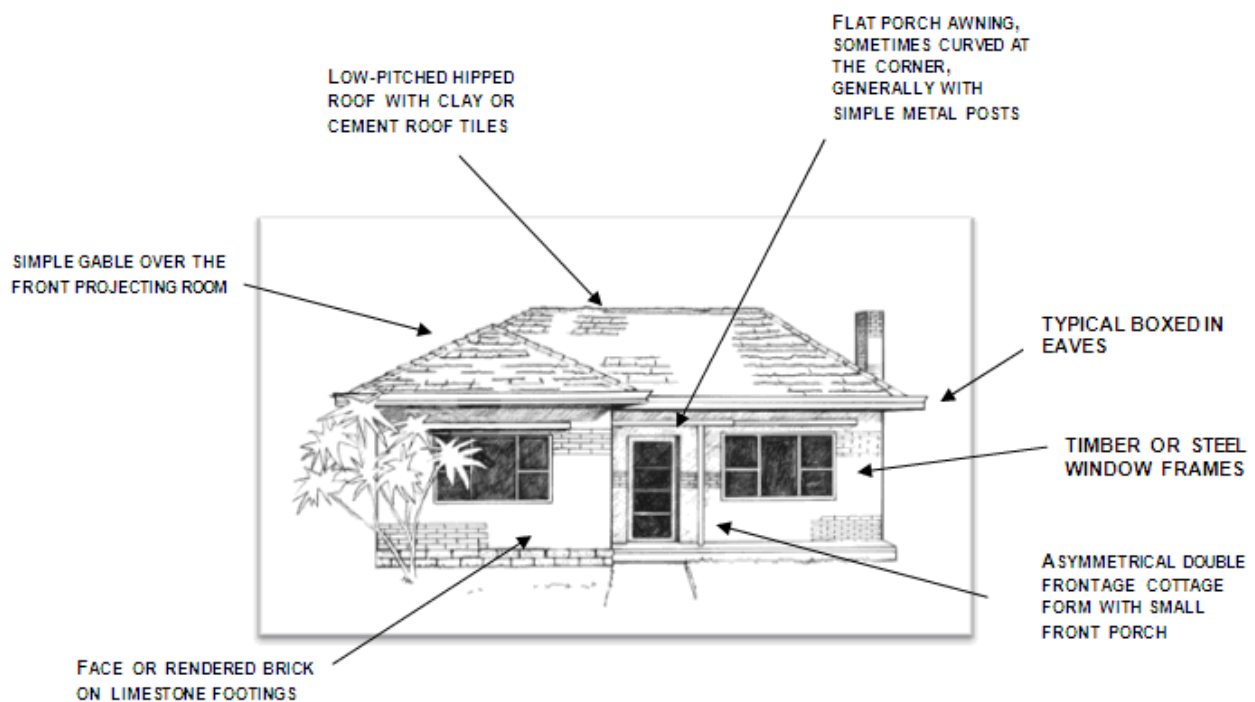 FLAT PORCH AWNING,
SOMETIMES CURVED AT
THE CORNER,
GENERALLY WITH
SIMPLE METAL POSTS
LOW-PITCHED HIPPED
ROOF WITH CLAY OR
CEMENT ROOF TILES
SIMPLE GABLE OVER THE
FRONT PROJECTING ROOM
TYPICAL BOXED IN
EAVES
TIMBER OR STEEL
WINDOW FRAMES
ASYMMETRICAL DOUBLE
FRONTAGE COTTAGE
FORM WITH SMALL
FRONT PORCH
FACE OR RENDERED BRICK
ON LIMESTONE FOOTINGS